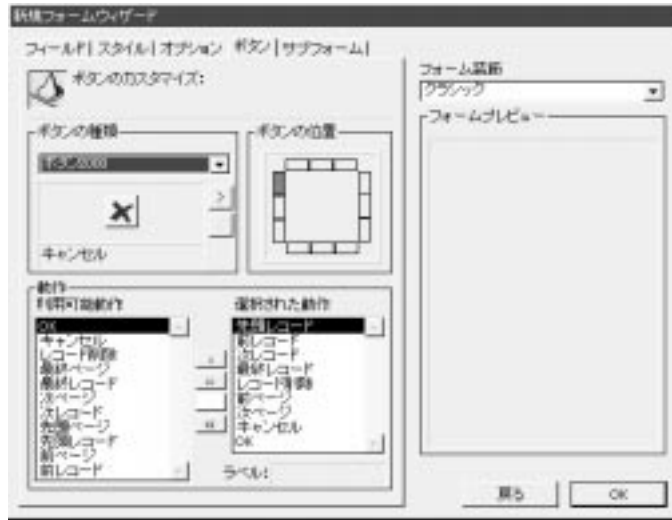 新規フォームウィザード
フィールド| スタイル| オプション ボタン |サブフォーム|
ボタンのカスタマイズ:
フォーム装飾
クラシック
ボタンの種類
ボタンの位置
フォームプレビュー
>
キャンセル
動作
利用可能動作
選択された動作
OK
キャンセル
レコード削除
最終ページ
最終レコード
次ページ
次レコード
先頭ページ
先頭レコード
前ページ
前レコード
先頭レコード
前レコード
次レコード
最終レコード
レコード削除
前ページ
次ページ
キャンセル
OK
ラベル:
戻る
OK